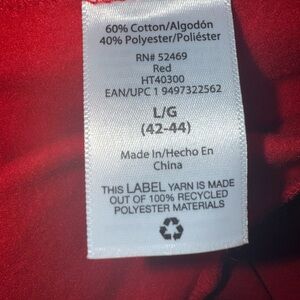 60% Cotton/Algodón
40% Polyester/Poliéster
RN# 52469
Red
HT40300
EAN/UPC 1 9497322562
L/G
(42-44)
Made In/Hecho En
China
THIS LABEL YARN IS MADE
OUT OF 100% RECYCLED
POLYESTER MATERIALS